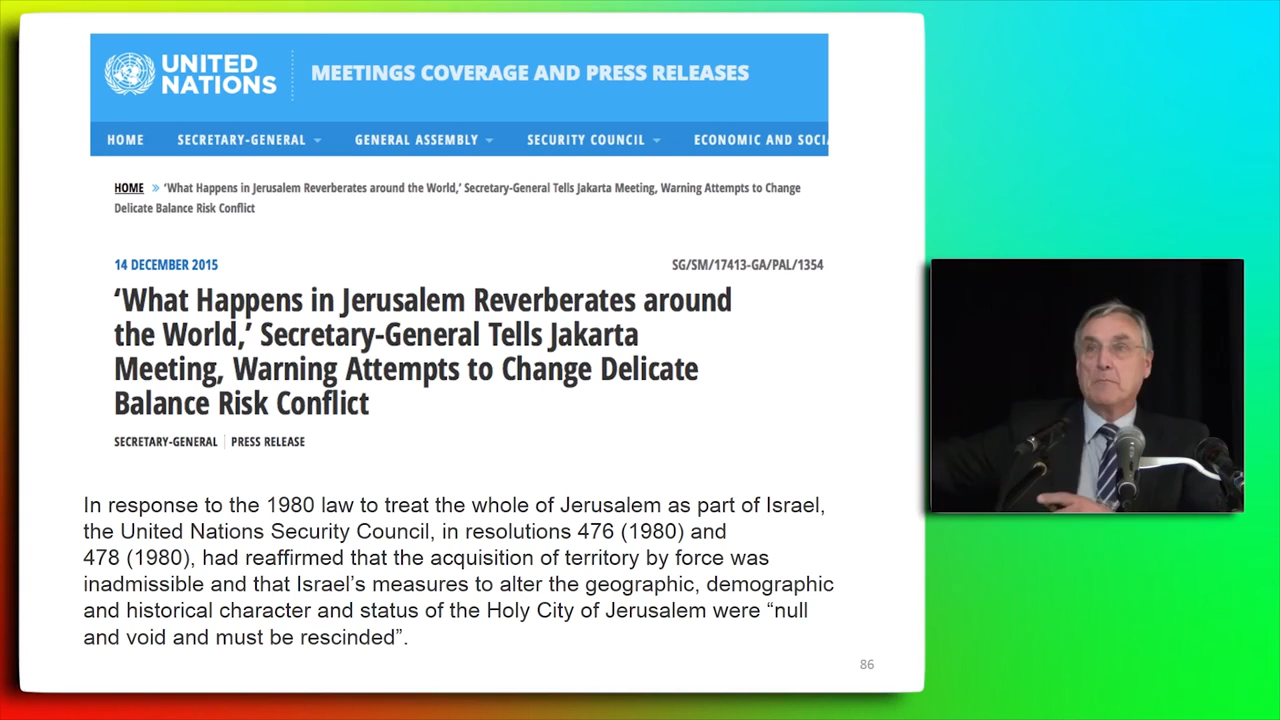 UNITED
NATIONS
MEETINGS COVERAGE AND PRESS RELEASES
HOME SECRETARY-GENERAL GENERAL ASSEMBLY SECURITY COUNCIL ECONOMIC AND SOCIA
HOME » ‘What Happens in Jerusalem Reverberates around the World,’ Secretary-General Tells Jakarta Meeting, Warning Attempts to Change
Delicate Balance Risk Conflict
14 DECEMBER 2015 SG/SM/17413-GA/PAL/1354
‘What Happens in Jerusalem Reverberates around
the World,’ Secretary-General Tells Jakarta
Meeting, Warning Attempts to Change Delicate
Balance Risk Conflict
SECRETARY-GENERAL | PRESS RELEASE
In response to the 1980 law to treat the whole of Jerusalem as part of Israel,
the United Nations Security Council, in resolutions 476 (1980) and
478 (1980), had reaffirmed that the acquisition of territory by force was
inadmissible and that Israel’s measures to alter the geographic, demographic
and historical character and status of the Holy City of Jerusalem were “null
and void and must be rescinded”.
86